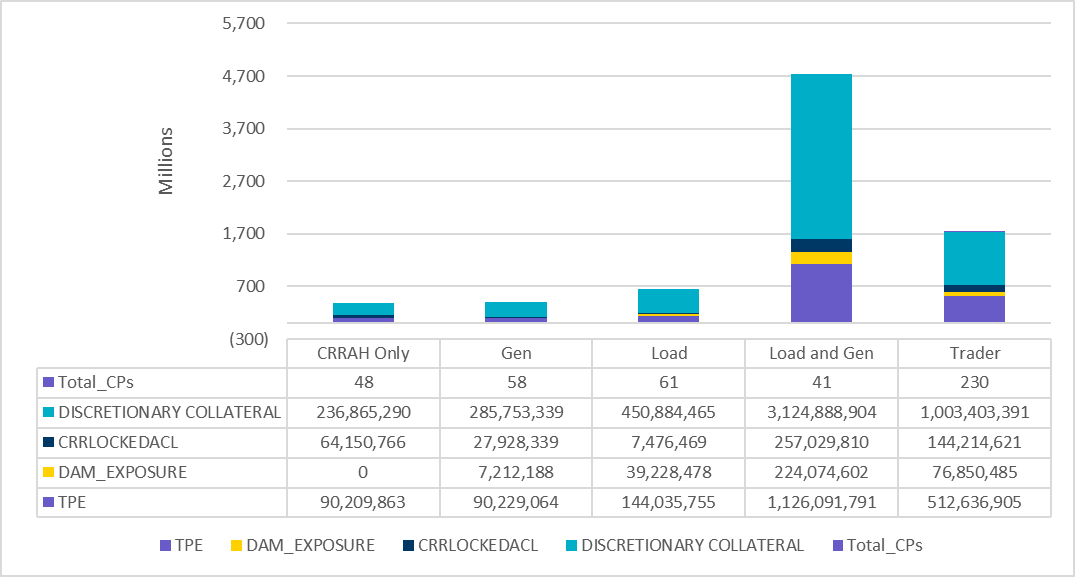 5,700
4,700
3,700
2,700
1,700
700
(300)
Millions
CRRAH Only Gen Load Load and Gen Trader
Total_CPs 48 58 61 41 230
DISCRETIONARY COLLATERAL 236,865,290 285,753,339 450,884,465 3,124,888,904 1,003,403,391
CRRLOCKEDACL 64,150,766 27,928,339 7,476,469 257,029,810 144,214,621
DAM_EXPOSURE 0 7,212,188 39,228,478 224,074,602 76,850,485
TPE 90,209,863 90,229,064 144,035,755 1,126,091,791 512,636,905
TPE DAM_EXPOSURE CRRLOCKEDACL DISCRETIONARY COLLATERAL Total_CPs